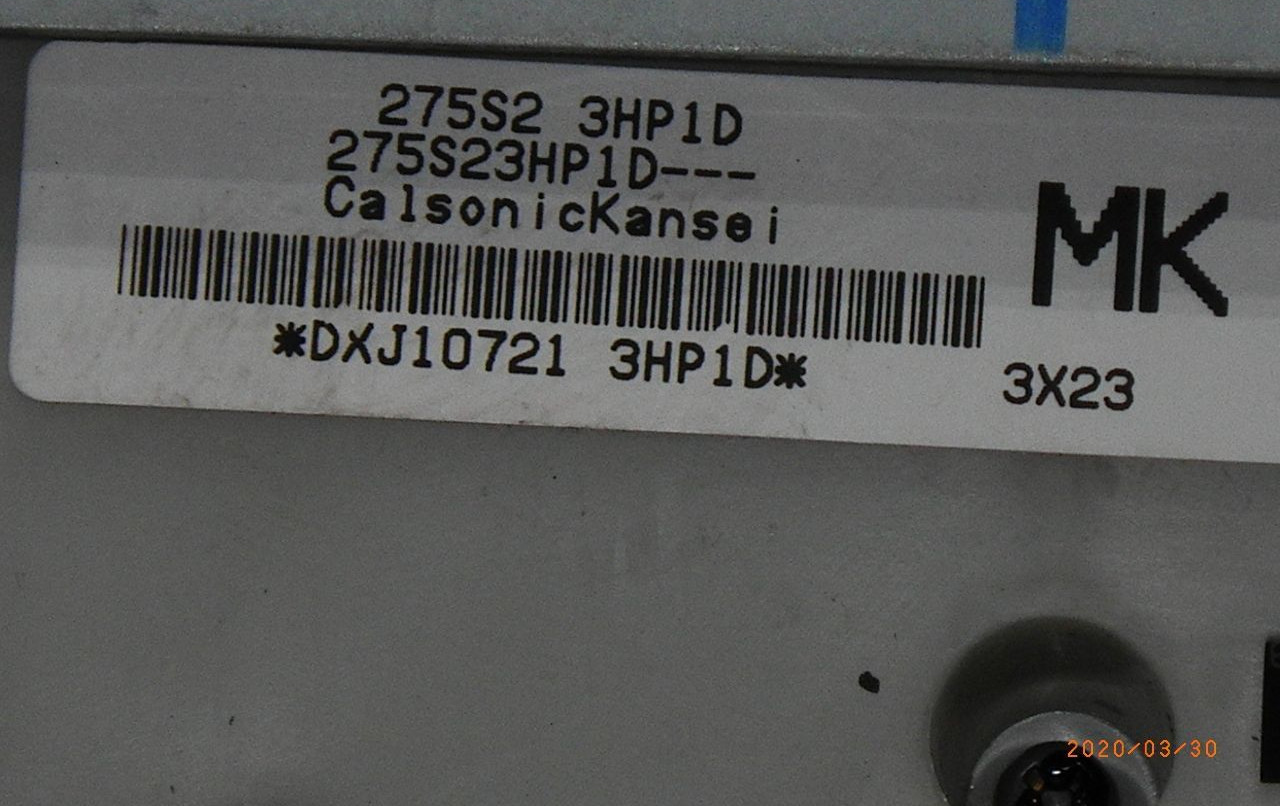 275S2 3HP1D
275S23HP1D---
CalsonicKansei
MK
*DXJ10721 3HP1D*
3X23
2020/03/30